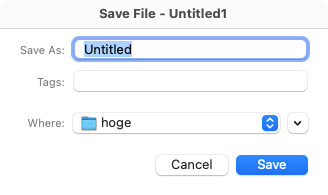 Save File - Untitled1
Save As: Untitled
Tags:
Where: hoge
Cancel Save